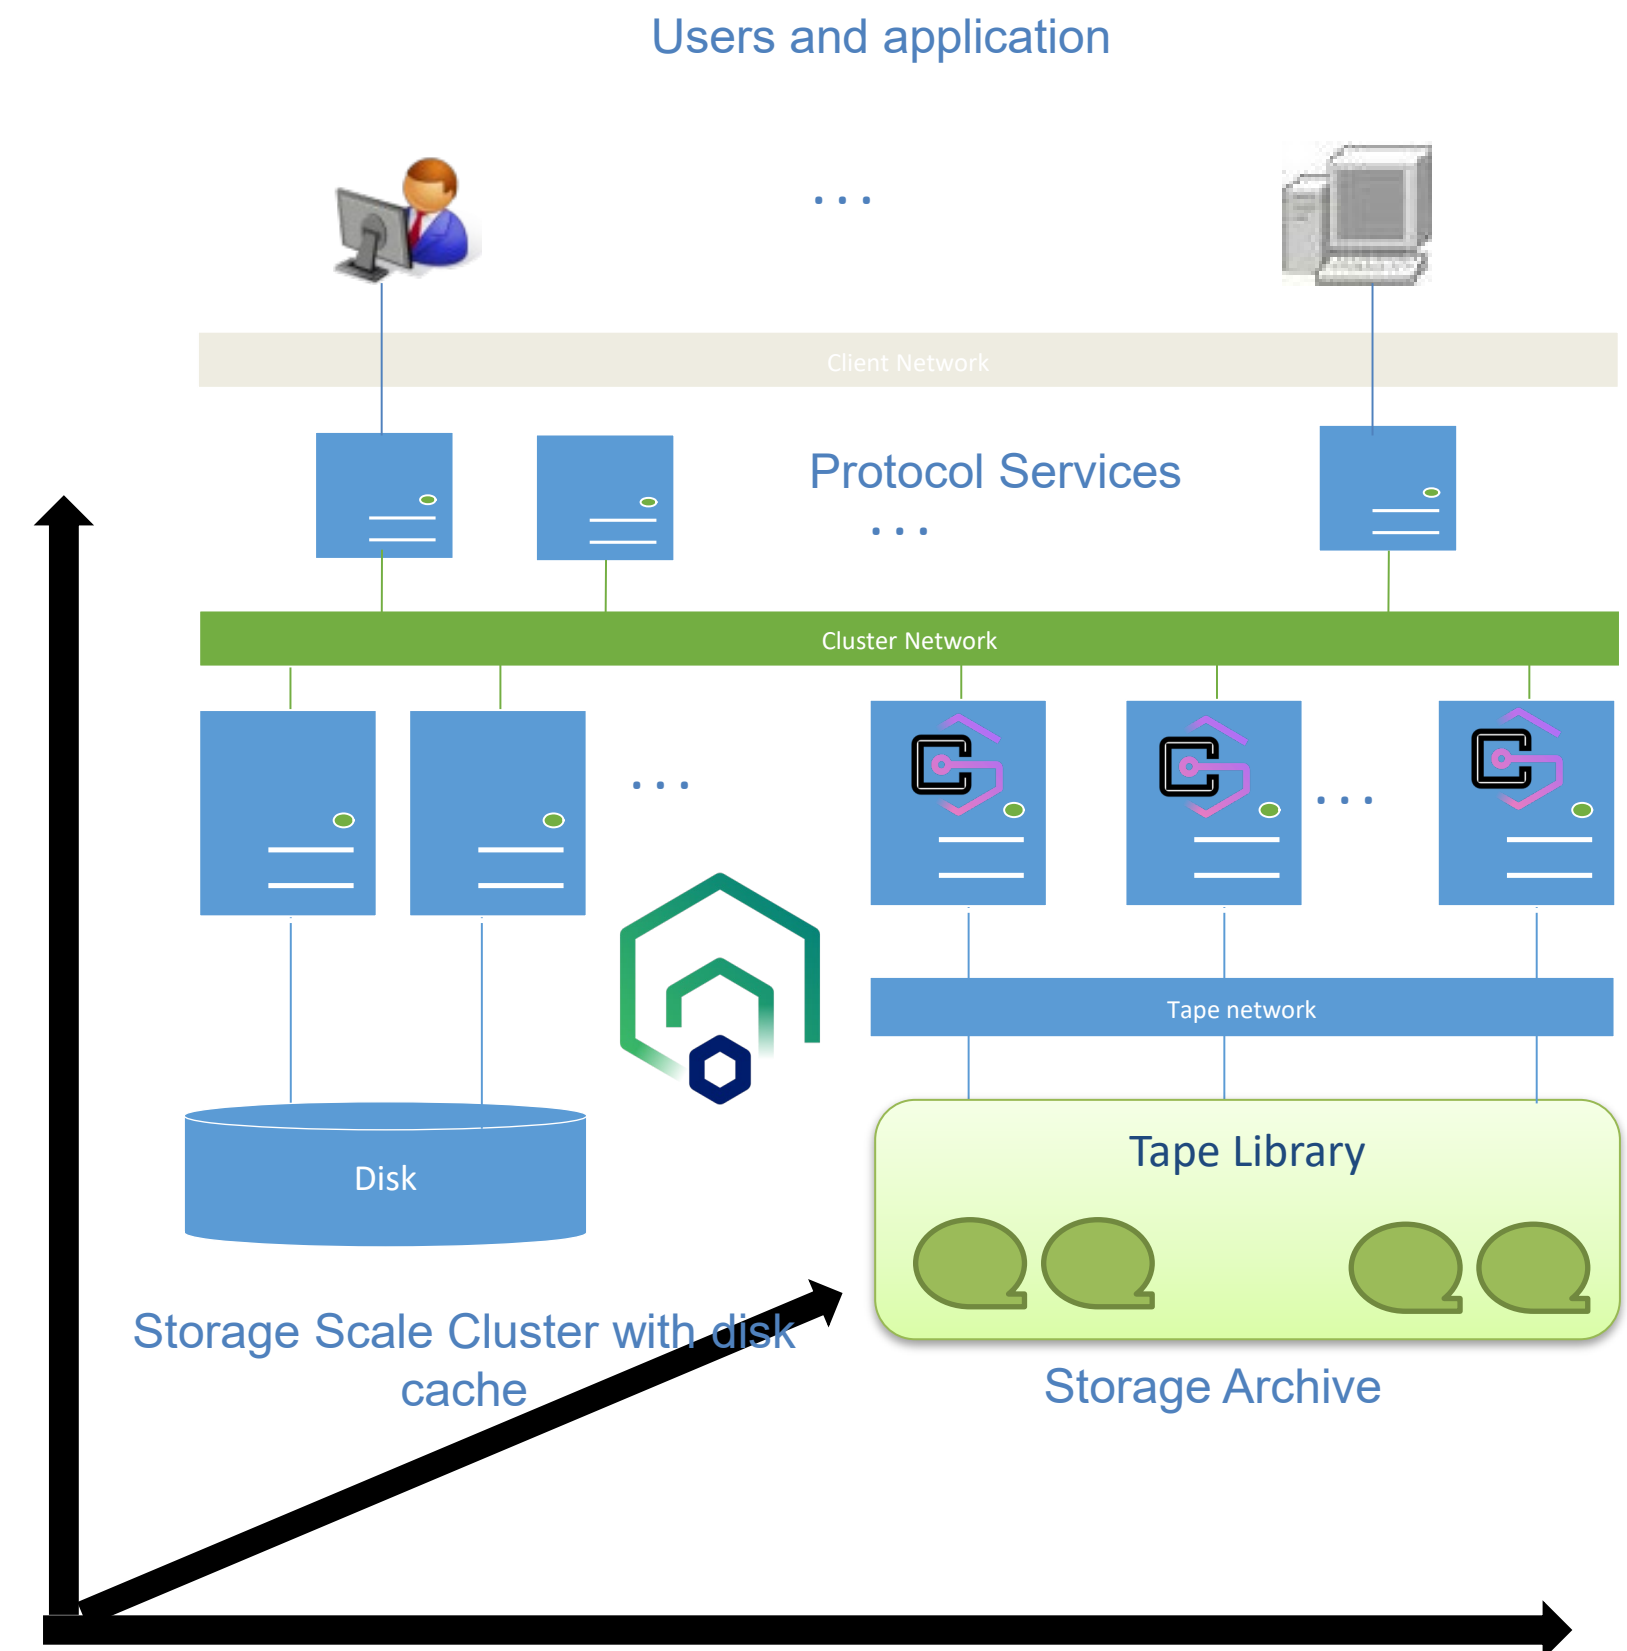 Users and application
. . .
Client Network
Protocol Services
. . .
Cluster Network
. . .
. . .
Tape network
Tape Library
Disk
Storage Scale Cluster with disk
cache
Storage Archive